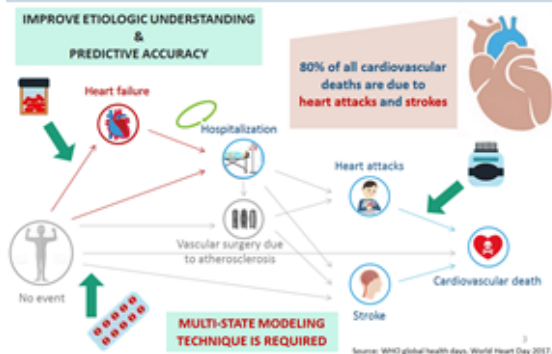 IMPROVE ETIOLOGIC UNDERSTANDING
&
PREDICTIVE ACCURACY
80% of all cardiovascular
deaths are due to
heart attacks and strokes
Heart failure
Hospitalization
Heart attacks
Vascular surgery due
to atherosclerosis
No event
Cardiovascular death
Stroke
MULTI-STATE MODELING
TECHNIQUE IS REQUIRED
3
Source: WHO global health days. World Heart Day 2017.